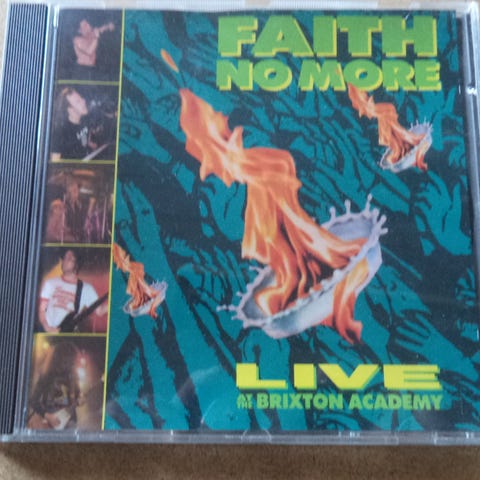 FAITH
NO MORE
LIVE
AT THE BRIXTON ACADEMY